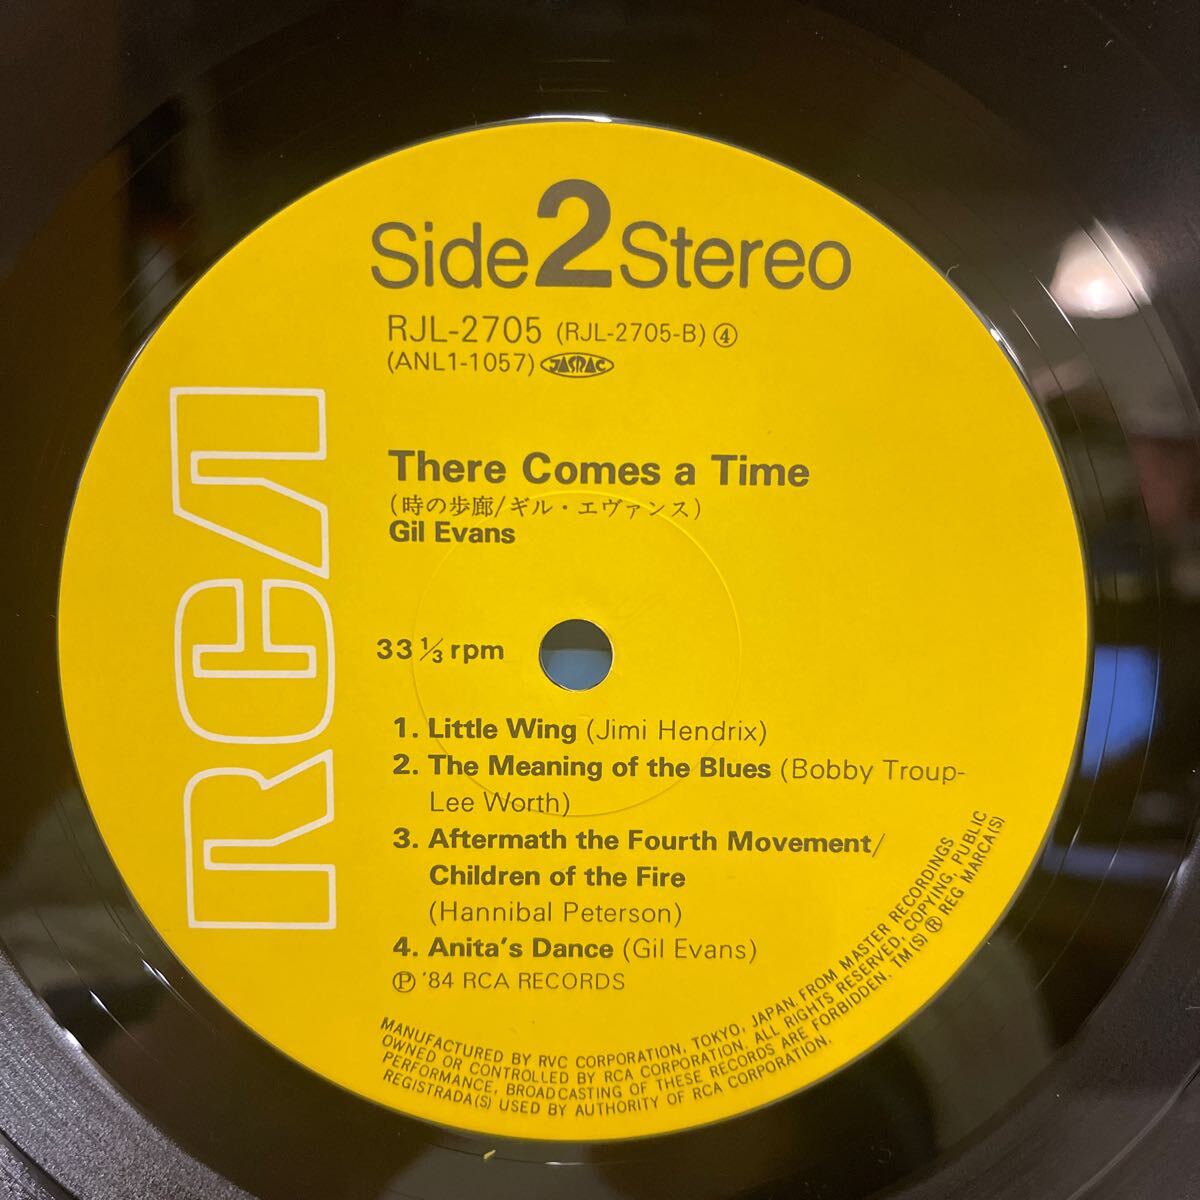 Side 2 Stereo
RJL-2705 (RJL-2705-B) ④
(ANL1-1057) JASRAC
There Comes a Time
(時の歩廊/ギル・エヴァンス)
Gil Evans
RCA
33 ⅓ rpm
1. Little Wing (Jimi Hendrix)
2. The Meaning of the Blues (Bobby Troup-
Lee Worth)
3. Aftermath the Fourth Movement/
Children of the Fire
(Hannibal Peterson)
4. Anita's Dance (Gil Evans)
Ⓟ '84 RCA RECORDS
MANUFACTURED BY RVC CORPORATION, TOKYO, JAPAN, FROM MASTER RECORDINGS
OWNED OR CONTROLLED BY RCA CORPORATION. ALL RIGHTS RESERVED, COPYING, PUBLIC
PERFORMANCE, BROADCASTING OF THESE RECORDS ARE FORBIDDEN. TM(S) ® REG MARCA(S)
REGISTRADA(S) USED BY AUTHORITY OF RCA CORPORATION.